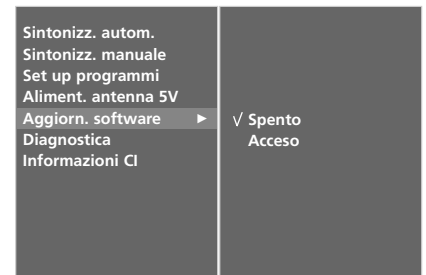 Sintonizz. autom.
Sintonizz. manuale
Set up programmi
Aliment. antenna 5V
Aggiorn. software ►
Diagnostica
Informazioni CI
√ Spento
Acceso